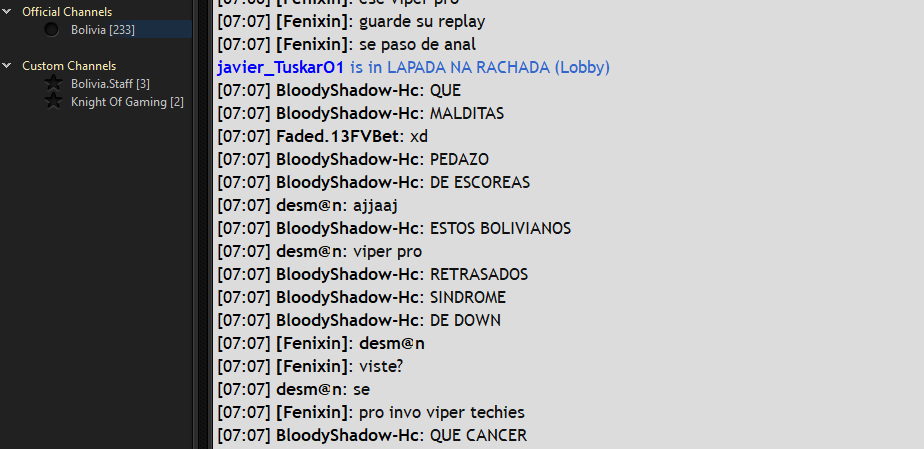 Official Channels
Bolivia [233]
Custom Channels
Bolivia.Staff [3]
Knight Of Gaming [2]
[07:06] [Fenixin]: ese viper pro
[07:07] [Fenixin]: guarde su replay
[07:07] [Fenixin]: se paso de anal
javier_TuskarO1 is in LAPADA NA RACHADA (Lobby)
[07:07] BloodyShadow-Hc: QUE
[07:07] BloodyShadow-Hc: MALDITAS
[07:07] Faded.13FVBet: xd
[07:07] BloodyShadow-Hc: PEDAZO
[07:07] BloodyShadow-Hc: DE ESCOREAS
[07:07] desm@n: ajjaaj
[07:07] BloodyShadow-Hc: ESTOS BOLIVIANOS
[07:07] desm@n: viper pro
[07:07] BloodyShadow-Hc: RETRASADOS
[07:07] BloodyShadow-Hc: SINDROME
[07:07] BloodyShadow-Hc: DE DOWN
[07:07] [Fenixin]: desm@n
[07:07] [Fenixin]: viste?
[07:07] desm@n: se
[07:07] [Fenixin]: pro invo viper techies
[07:07] BloodyShadow-Hc: QUE CANCER